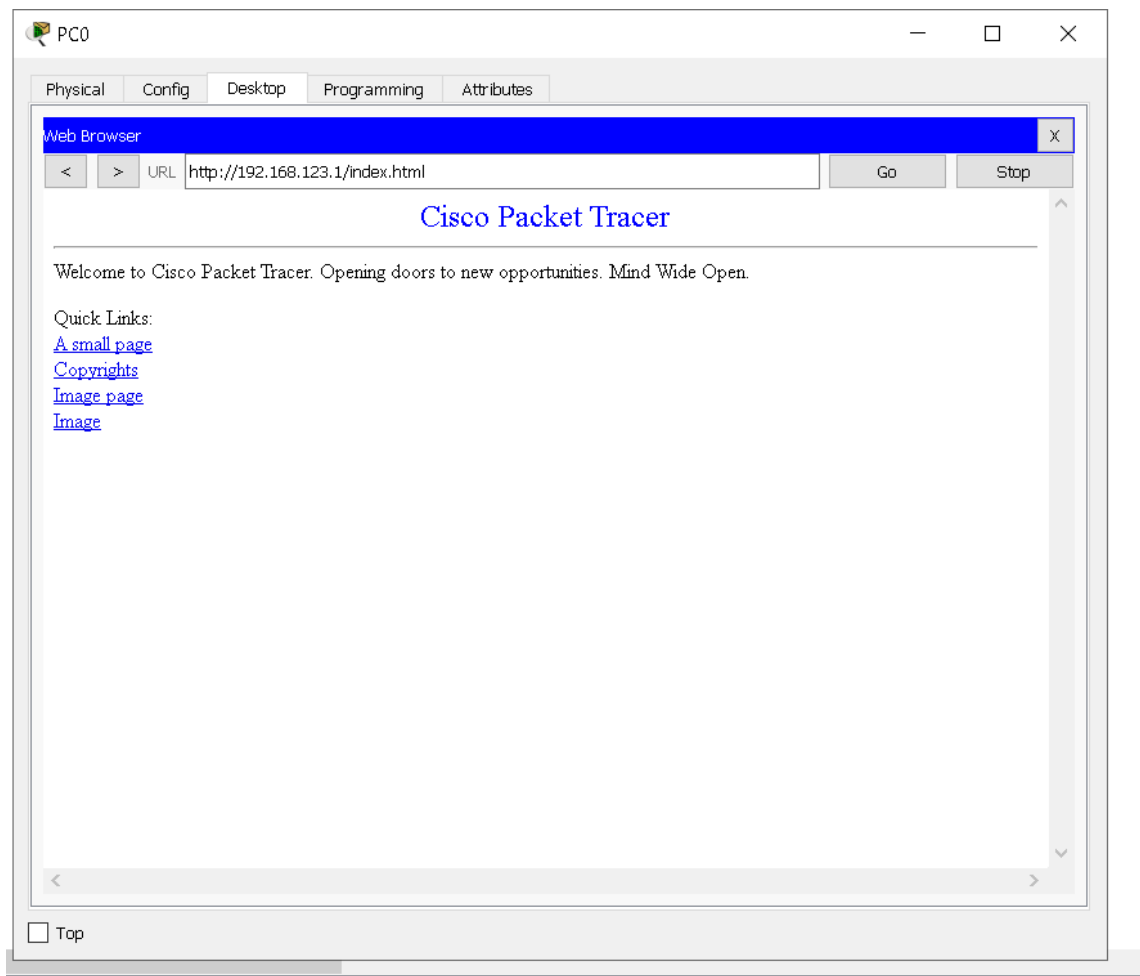 PC0
Physical Config Desktop Programming Attributes
Web Browser X
< > URL http://192.168.123.1/index.html Go Stop
Cisco Packet Tracer
Welcome to Cisco Packet Tracer. Opening doors to new opportunities. Mind Wide Open.
Quick Links:
A small page
Copyrights
Image page
Image
Top